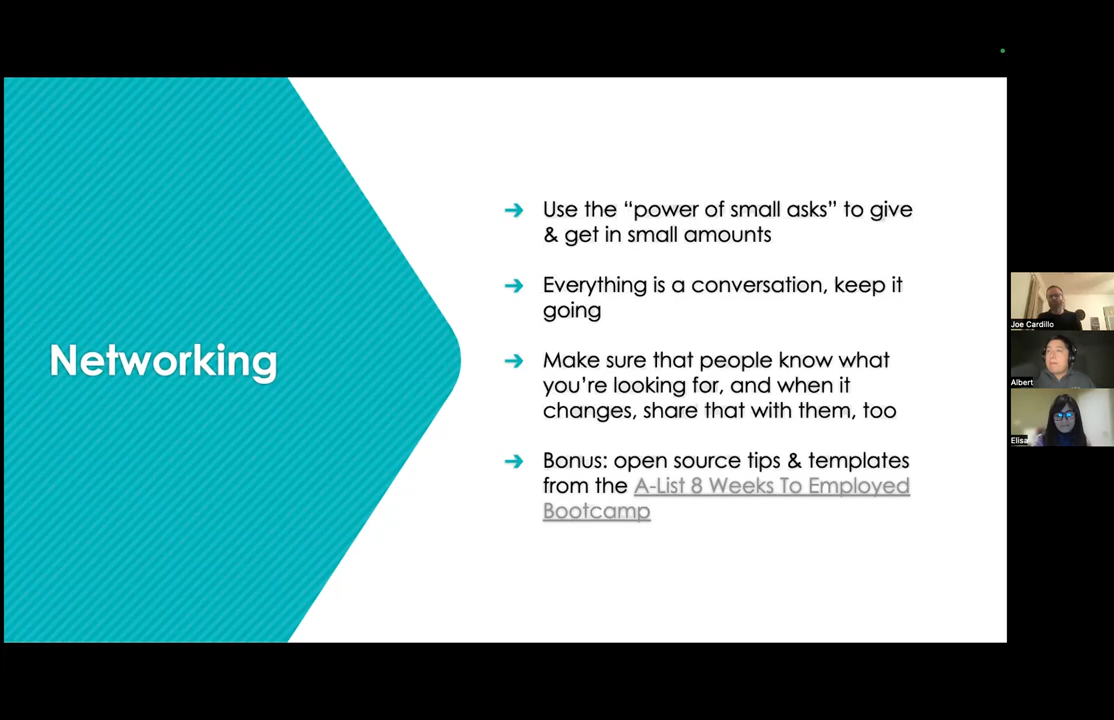 Networking
➔ Use the “power of small asks” to give
& get in small amounts
➔ Everything is a conversation, keep it
going
➔ Make sure that people know what
you’re looking for, and when it
changes, share that with them, too
➔ Bonus: open source tips & templates
from the A-List 8 Weeks To Employed
Bootcamp
Joe Cardillo
Albert
Elisa